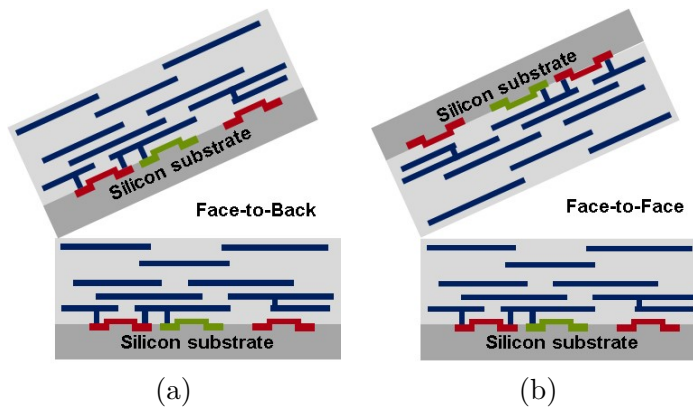 Silicon substrate
Face-to-Back
Silicon substrate
(a)
Silicon substrate
Face-to-Face
Silicon substrate
(b)